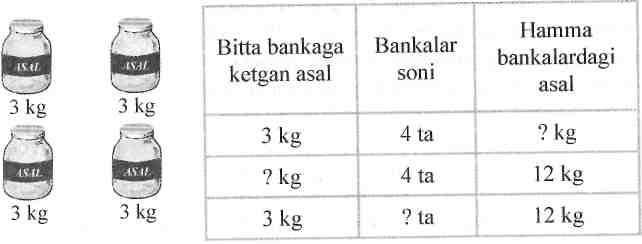 ASAL
ASAL
3 kg
3 kg
ASAL
ASAL
3 kg
3 kg
Bitta bankaga ketgan asal
Bankalar soni
Hamma bankalardagi asal
3 kg
4 ta
? kg
? kg
4 ta
12 kg
3 kg
? ta
12 kg